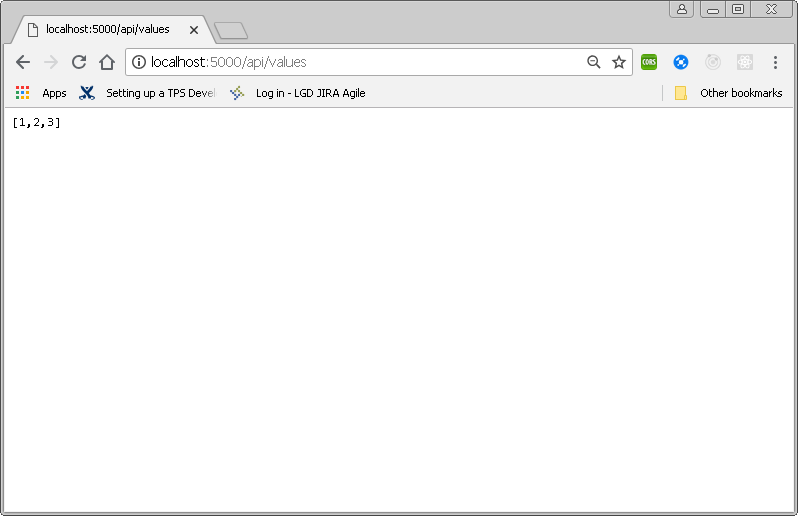 localhost:5000/api/values
localhost:5000/api/values
CORS
Apps
Setting up a TPS Devel
Log in - LGD JIRA Agile
Other bookmarks
[1,2,3]